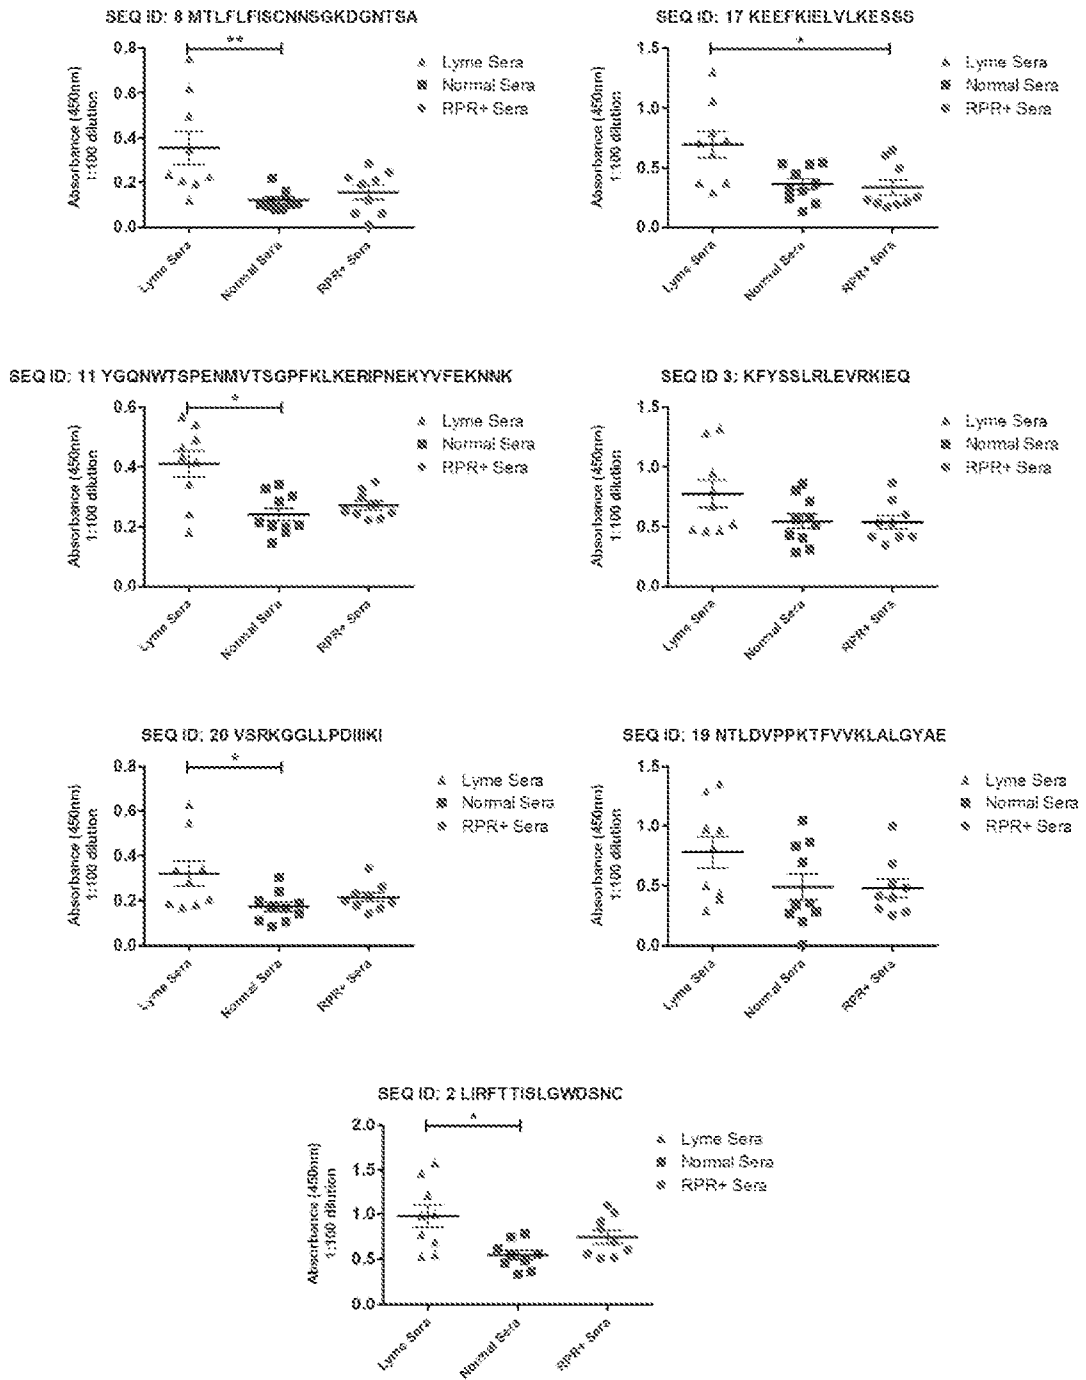 SEQ ID: 8 MTLFLFISCNNSGKDGNTSA
**
0.8
0.6
0.4
0.2
0.0
Absorbance (450nm)
1:100 dilution
Lyme Sera
Normal Sera
RPR+ Sera
Lyme Sera
Normal Sera
RPR+ Sera
SEQ ID: 17 KEEFKIELVLKESSS
*
1.5
1.0
0.5
0.0
Absorbance (450nm)
1:100 dilution
Lyme Sera
Normal Sera
RPR+ Sera
Lyme Sera
Normal Sera
RPR+ Sera
SEQ ID: 11 YGQNWTSPENMVTSGPFKLKERIPNEKYVFEKNNK
*
0.6
0.4
0.2
0.0
Absorbance (450nm)
1:100 dilution
Lyme Sera
Normal Sera
RPR+ Sera
Lyme Sera
Normal Sera
RPR+ Sera
SEQ ID 3: KFYSSLRLEVRKIEQ
1.5
1.0
0.5
0.0
Absorbance (450nm)
1:100 dilution
Lyme Sera
Normal Sera
RPR+ Sera
Lyme Sera
Normal Sera
RPR+ Sera
SEQ ID: 20 VSRKGGLLPDIIIKI
*
0.8
0.6
0.4
0.2
0.0
Absorbance (450nm)
1:100 dilution
Lyme Sera
Normal Sera
RPR+ Sera
Lyme Sera
Normal Sera
RPR+ Sera
SEQ ID: 19 NTLDVPPKTFVVKLALGYAE
1.5
1.0
0.5
0.0
Absorbance (450nm)
1:100 dilution
Lyme Sera
Normal Sera
RPR+ Sera
Lyme Sera
Normal Sera
RPR+ Sera
SEQ ID: 2 LIRFTTISLGWDSNC
*
2.0
1.5
1.0
0.5
0.0
Absorbance (450nm)
1:100 dilution
Lyme Sera
Normal Sera
RPR+ Sera
Lyme Sera
Normal Sera
RPR+ Sera